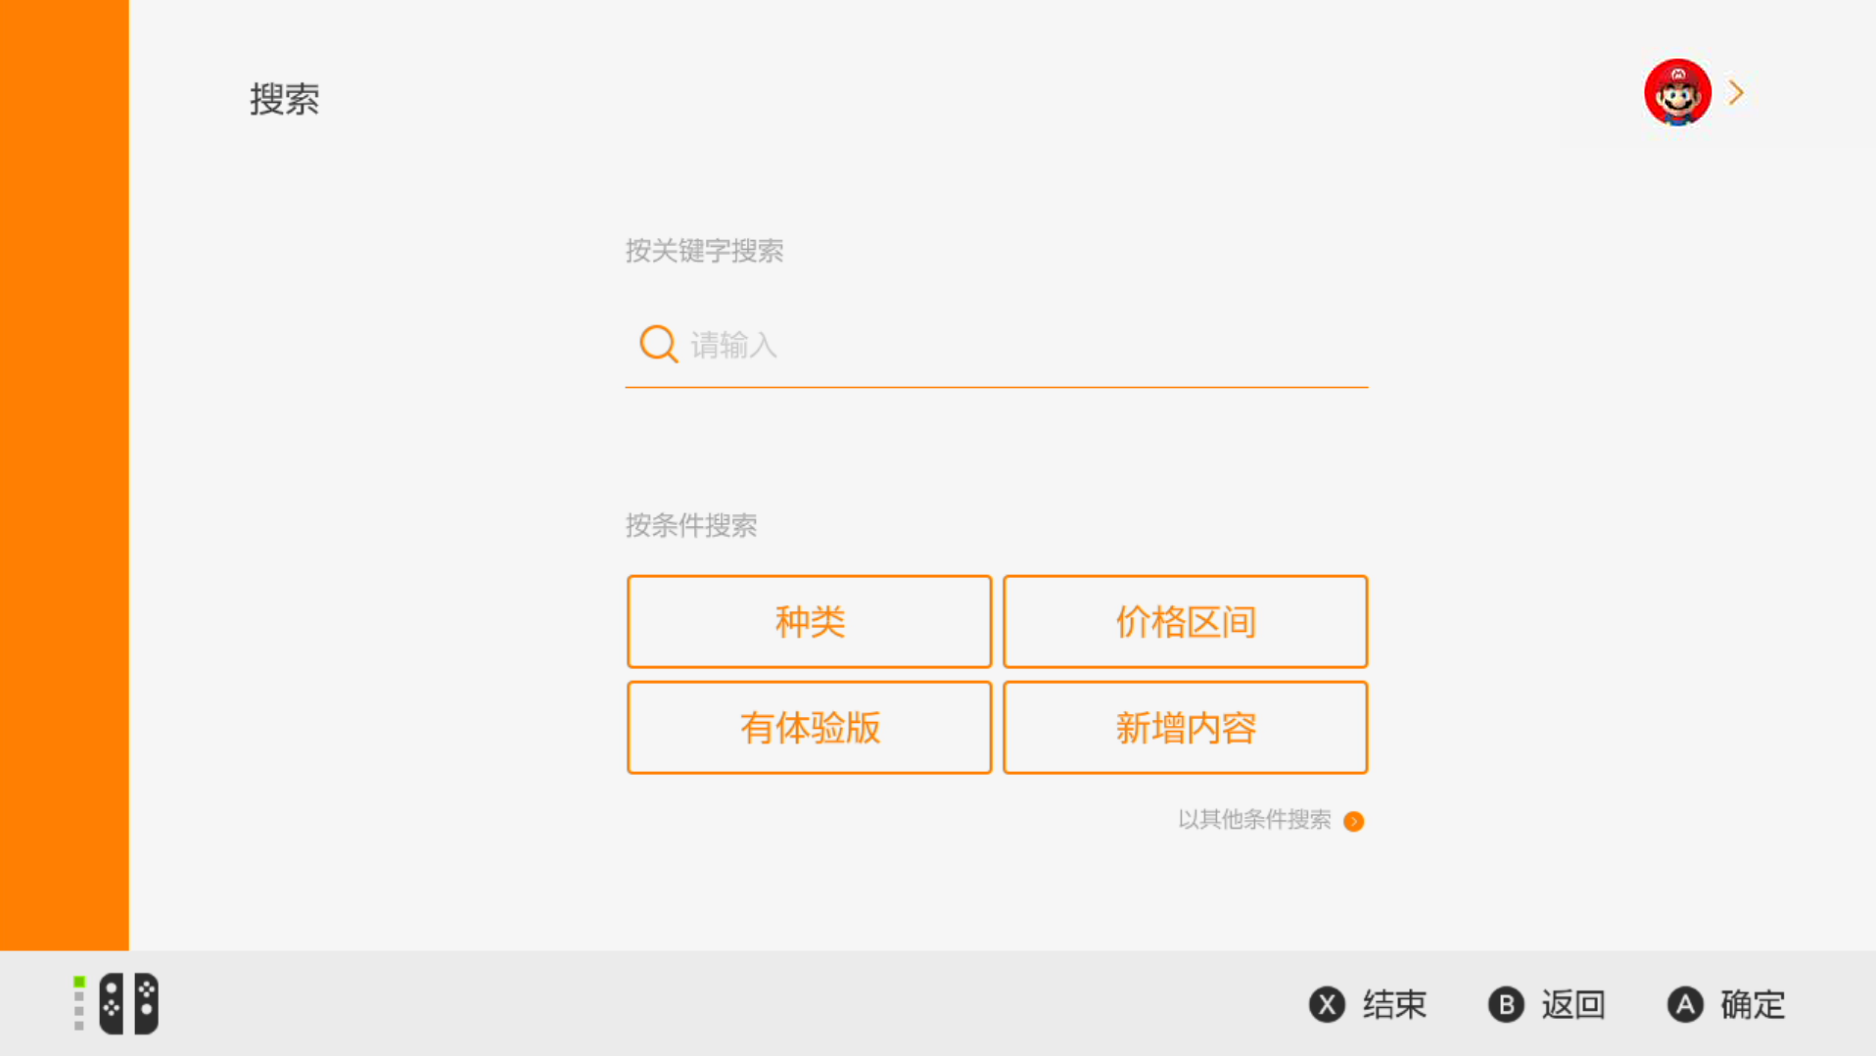 搜索
按关键字搜索
请输入
按条件搜索
种类
价格区间
有体验版
新增内容
以其他条件搜索
X 结束 B 返回 A 确定